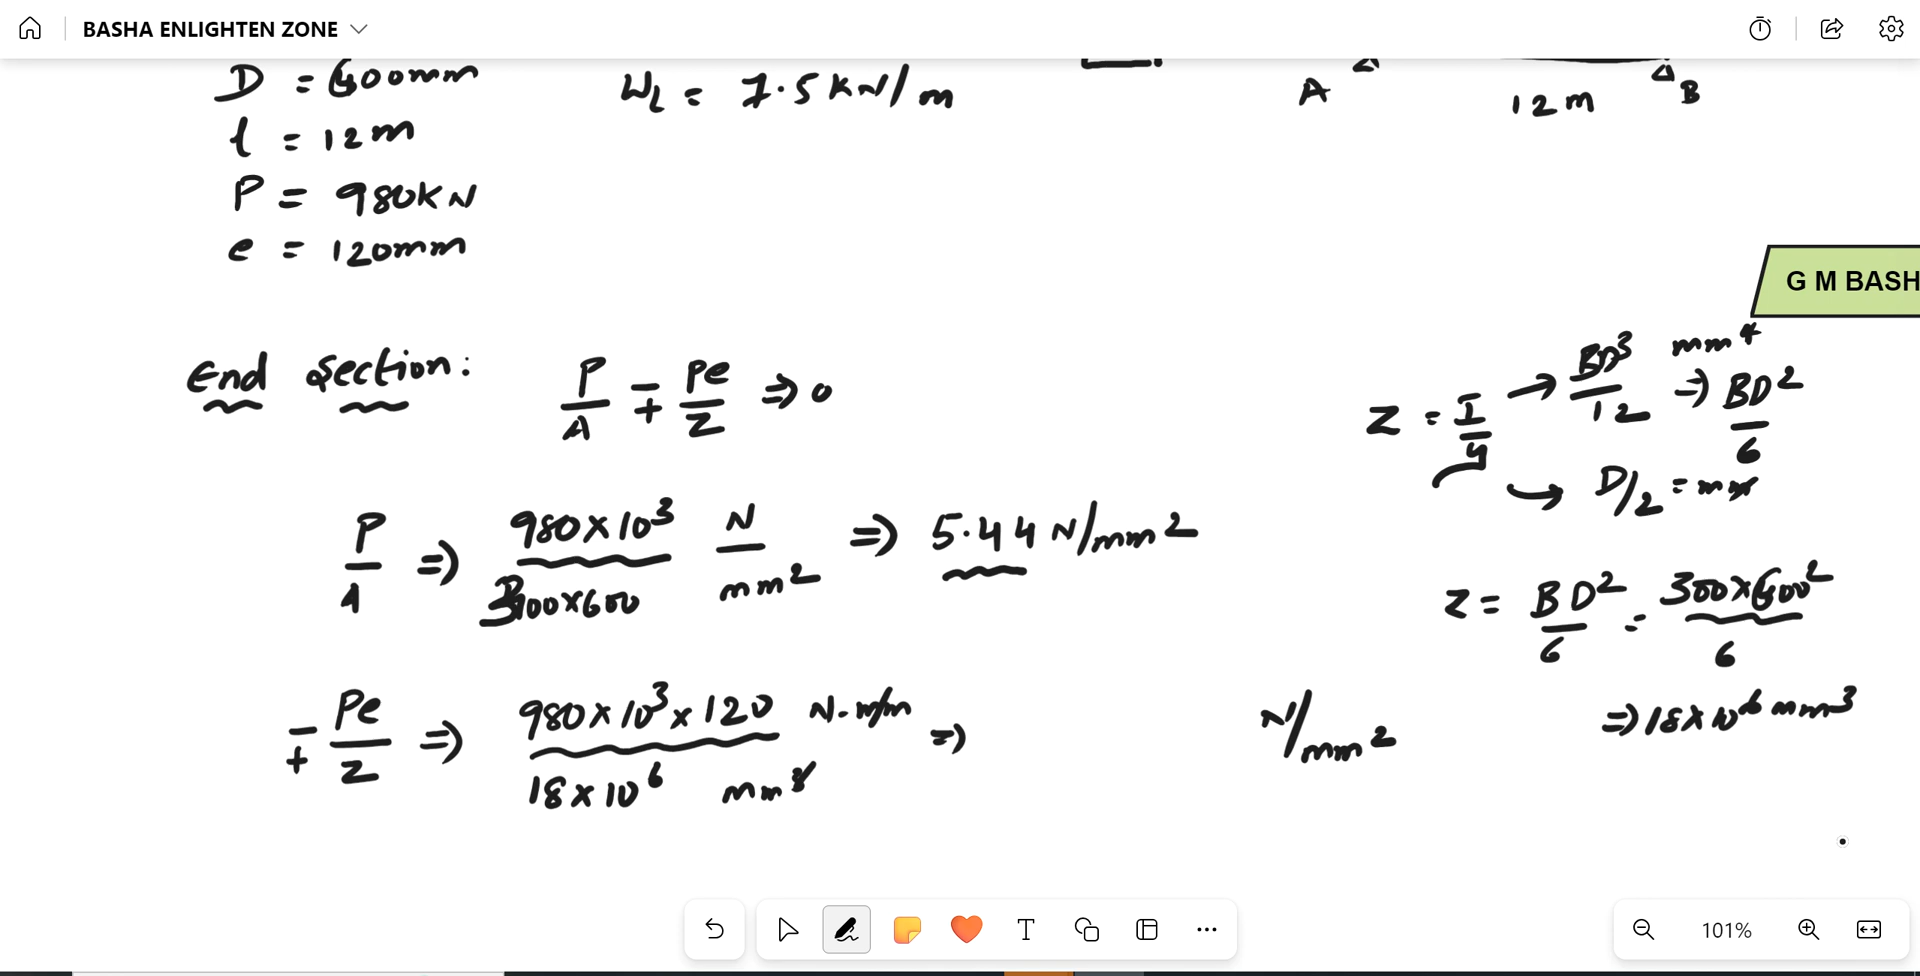 BASHA ENLIGHTEN ZONE
D = 600mm
W_L = 7.5 kN/m
A
12 m
B
l = 12m
P = 980kN
e = 120mm
G M BASH
End Section: P/A ∓ Pe/Z ⇒ 0
Z = I/y → BD³/12 mm⁴ ⇒ BD²/6
→ D/2 = mm
P/A ⇒ 980×10³/300×600 N/mm² ⇒ 5.44 N/mm²
Z = BD²/6 = 300×600²/6
⇒ 18×10⁶ mm³
∓ Pe/Z ⇒ 980×10³×120/18×10⁶ N-mm/mm³ ⇒ N/mm²
101%